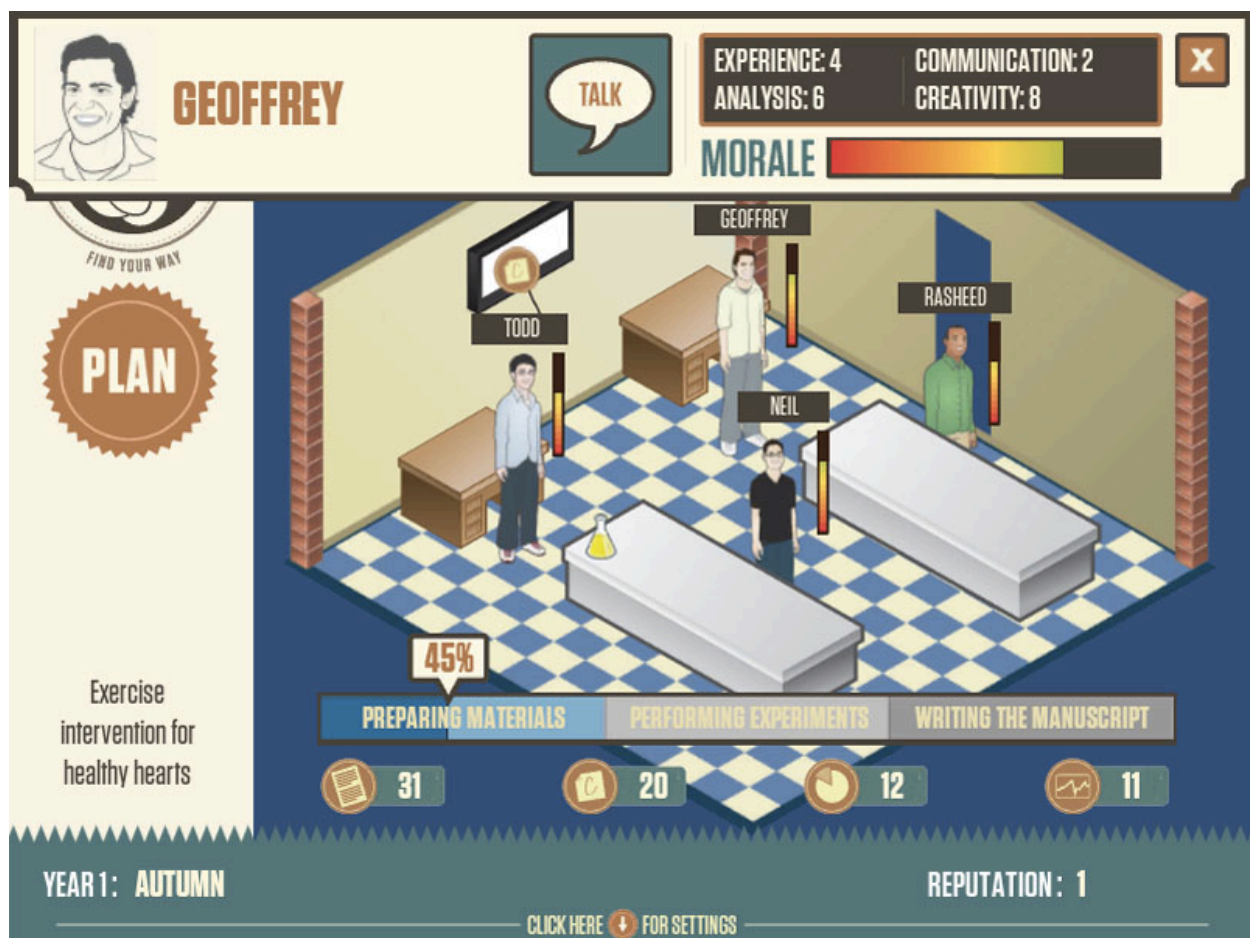 GEOFFREY
TALK
EXPERIENCE: 4
COMMUNICATION: 2
ANALYSIS: 6
CREATIVITY: 8
X
MORALE
FIND YOUR WAY
PLAN
GEOFFREY
RASHEED
C
TODD
NEIL
45%
PREPARING MATERIALS
PERFORMING EXPERIMENTS
WRITING THE MANUSCRIPT
Exercise
intervention for
healthy hearts
31
C
20
12
11
YEAR 1: AUTUMN
REPUTATION: 1
CLICK HERE FOR SETTINGS